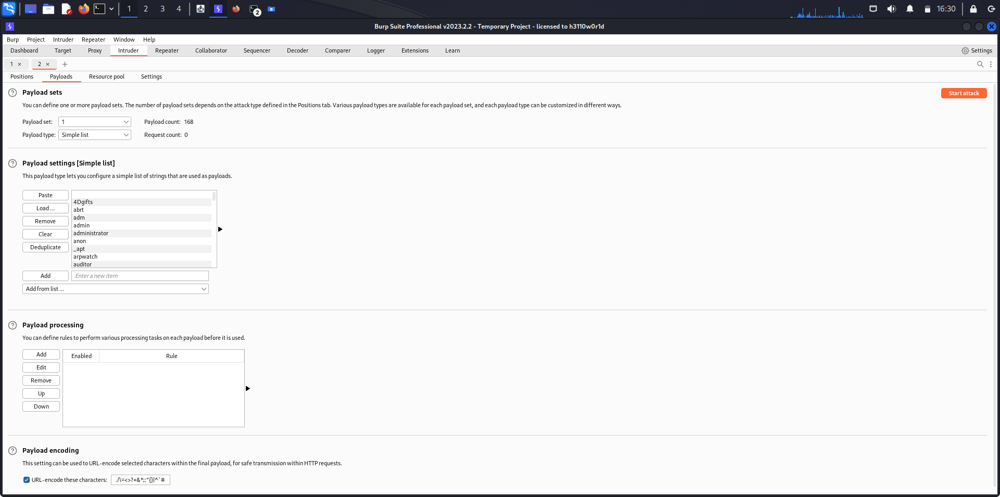 1 2 3 4 2 16:30
Burp Suite Professional v2023.2.2 - Temporary Project - licensed to h3110w0r1d
Burp Project Intruder Repeater Window Help
Dashboard Target Proxy Intruder Repeater Collaborator Sequencer Decoder Comparer Logger Extensions Learn Settings
1 × 2 × +
Positions Payloads Resource pool Settings
? Payload sets Start attack
You can define one or more payload sets. The number of payload sets depends on the attack type defined in the Positions tab. Various payload types are available for each payload set, and each payload type can be customized in different ways.
Payload set: 1 Payload count: 168
Payload type: Simple list Request count: 0
? Payload settings [Simple list]
This payload type lets you configure a simple list of strings that are used as payloads.
Paste
Load ...
Remove
Clear
Deduplicate
4Dgifts
abrt
adm
admin
administrator
anon
_apt
arpwatch
auditor
Add Enter a new item
Add from list ...
? Payload processing
You can define rules to perform various processing tasks on each payload before it is used.
Add
Edit
Remove
Up
Down
Enabled Rule
? Payload encoding
This setting can be used to URL-encode selected characters within the final payload, for safe transmission within HTTP requests.
URL-encode these characters: ./\=<>?+&*;:"{}|^`#